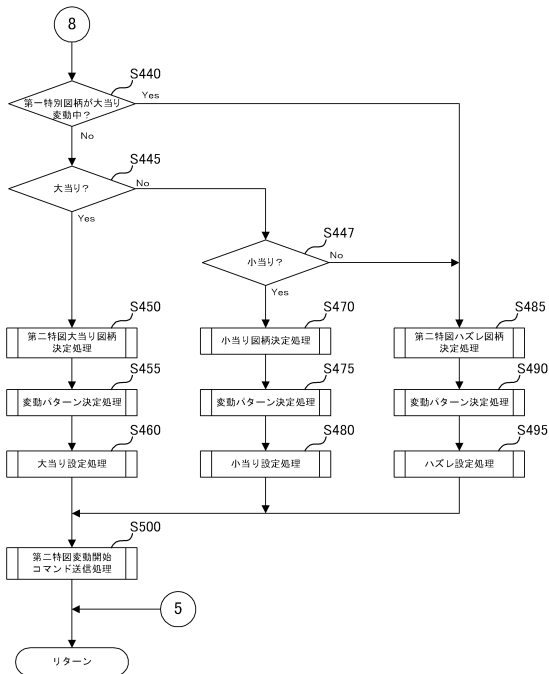 8
S440
第一特別図柄が大当り
変動中？
Yes
No
S445
大当り？
No
Yes
S447
小当り？
No
Yes
S450
第二特図大当り図柄
決定処理
S470
小当り図柄決定処理
S485
第二特図ハズレ図柄
決定処理
S455
変動パターン決定処理
S475
変動パターン決定処理
S490
変動パターン決定処理
S460
大当り設定処理
S480
小当り設定処理
S495
ハズレ設定処理
S500
第二特図変動開始
コマンド送信処理
5
リターン